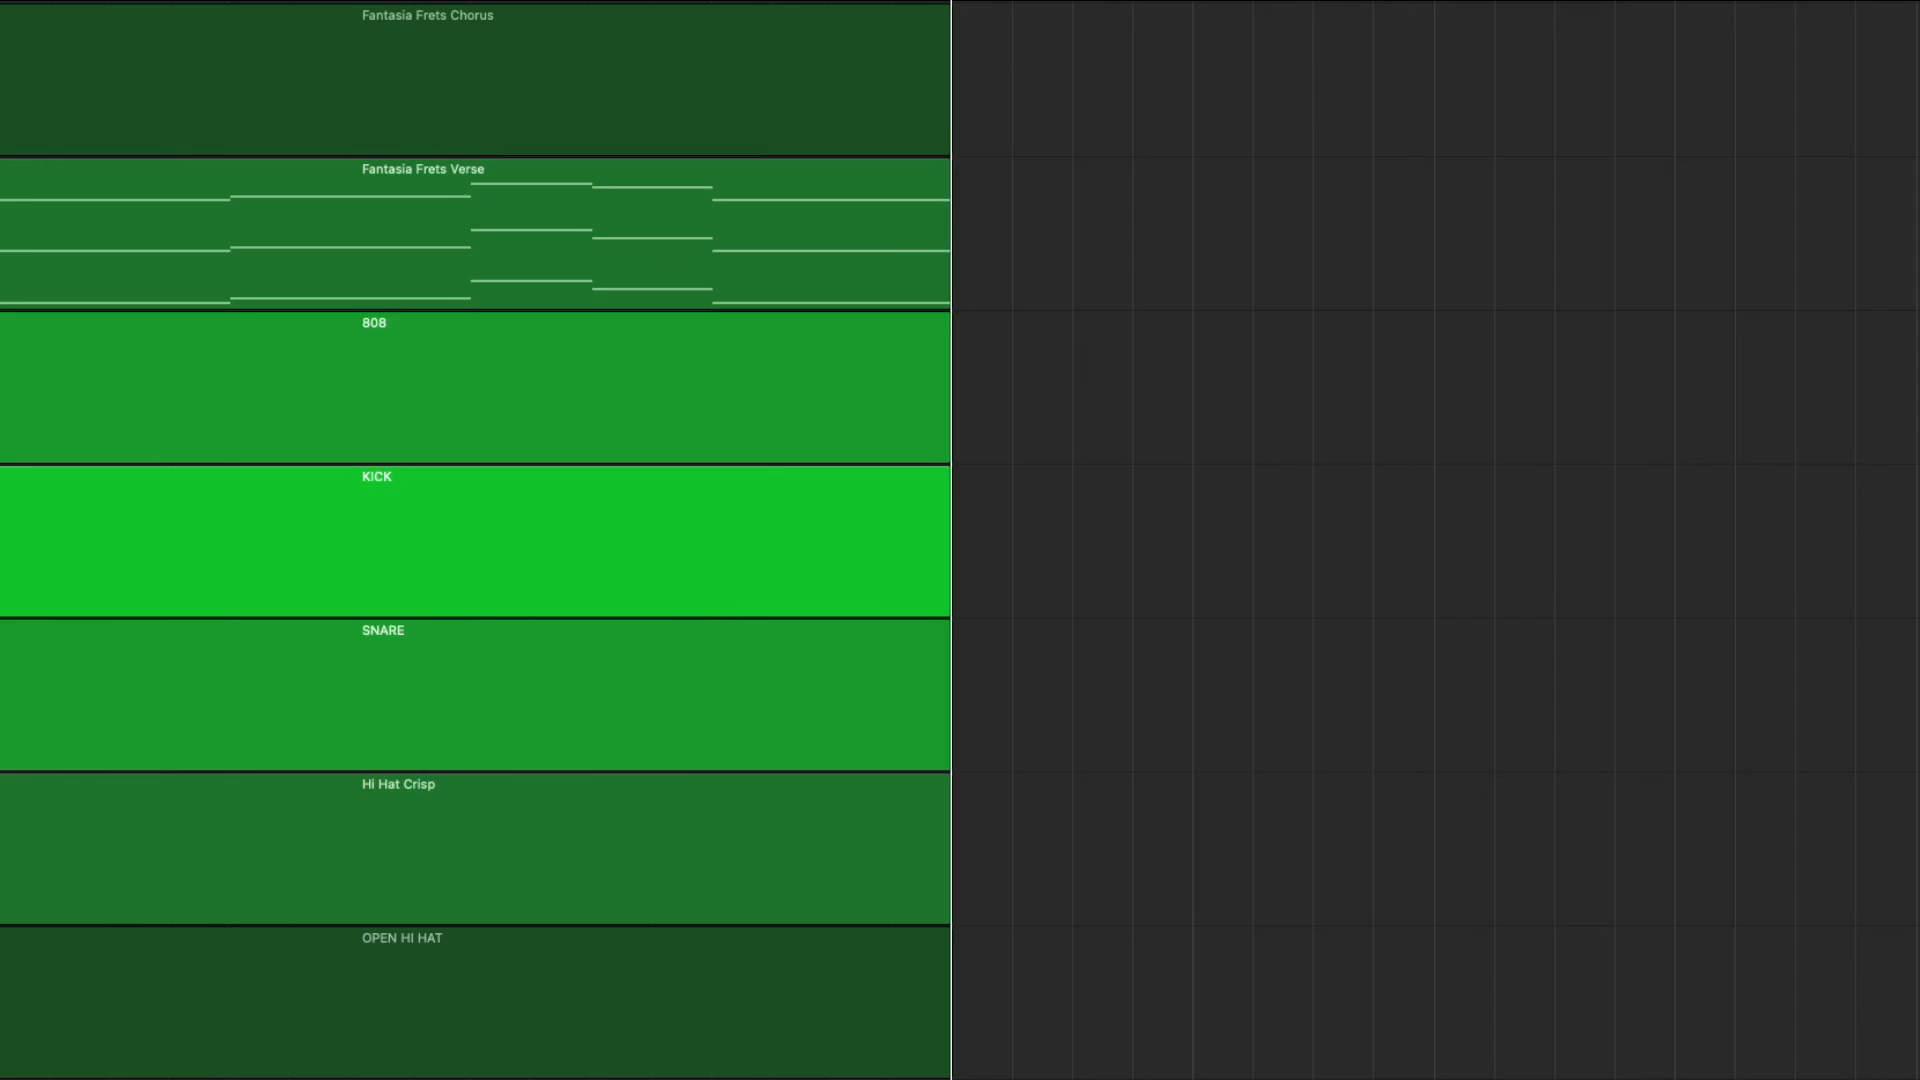 Fantasia Frets Chorus
Fantasia Frets Verse
808
KICK
SNARE
Hi Hat Crisp
OPEN HI HAT